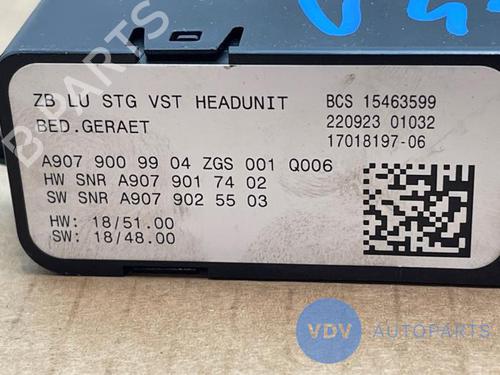 ZB LU STG VST HEADUNIT BCS 15463599
BED.GERAET 220923 01032
17018197-06
A907 900 99 04 ZGS 001 Q006
HW SNR A907 901 74 02
SW SNR A907 902 55 03
HW: 18/51.00
SW: 18/48.00
VDV AUTOPARTS